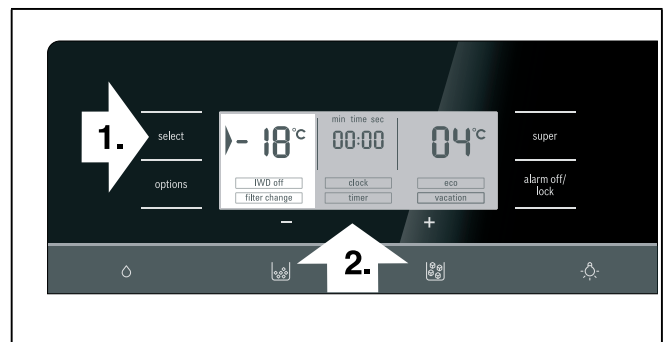 1.
select
options
- 18°C
IWD off
filter change
min time sec
00:00
clock
timer
04°C
eco
vacation
super
alarm off/
lock
−
+
2.